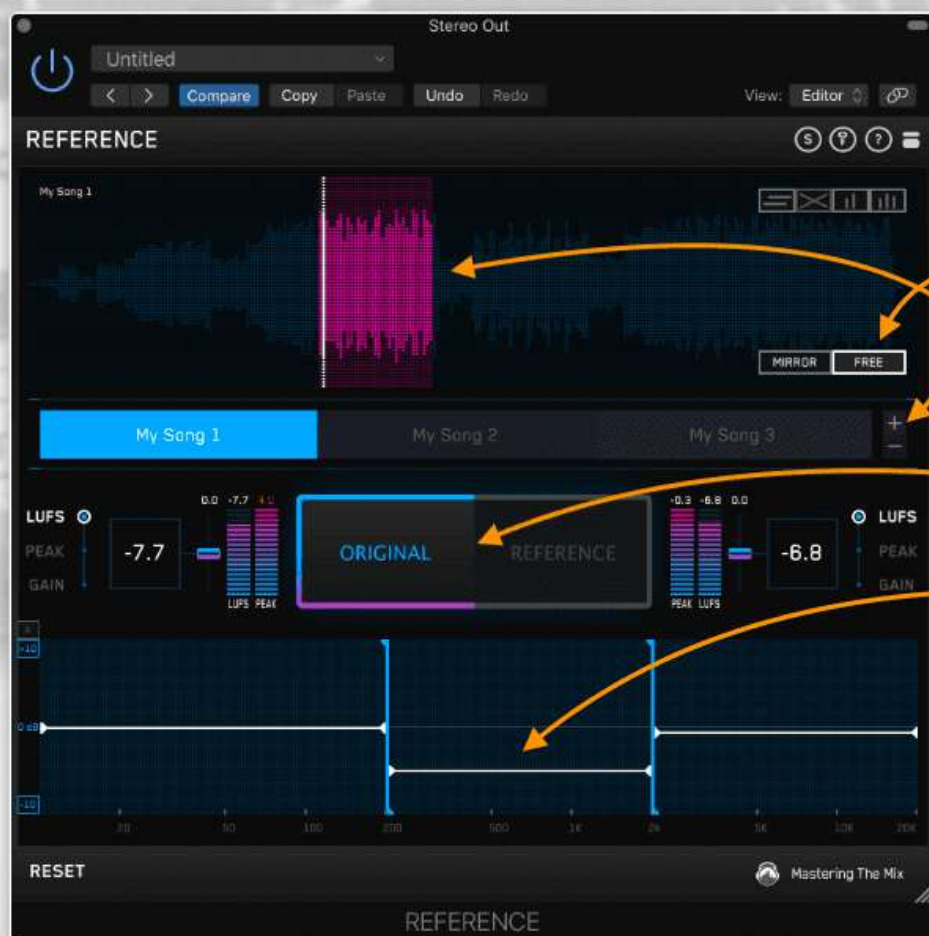 Stereo Out
Untitled
Compare Copy Paste Undo Redo View: Editor
REFERENCE S ?
My Song 1
MIRROR FREE
My Song 1 My Song 2 My Song 3 +
−
0.0 -7.7 4.0 -0.3 -6.8 0.0
LUFS LUFS
PEAK -7.7 ORIGINAL REFERENCE -6.8 PEAK
GAIN GAIN
LUFS PEAK PEAK LUFS
+10
0 dB
-10
20 50 100 200 500 1K 2K 5K 10K 20K
RESET Mastering The Mix
REFERENCE